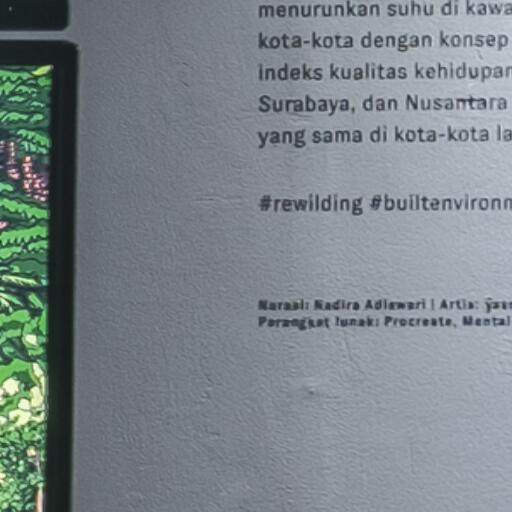 menurunkan suhu di kawa
kota-kota dengan konsep
indeks kualitas kehidupan
Surabaya, dan Nusantara
yang sama di kota-kota la
#rewilding #builtenvironm
Narasi: Nadira Adiswari | Artis:
Perangkat lunak: Procreate, Mental